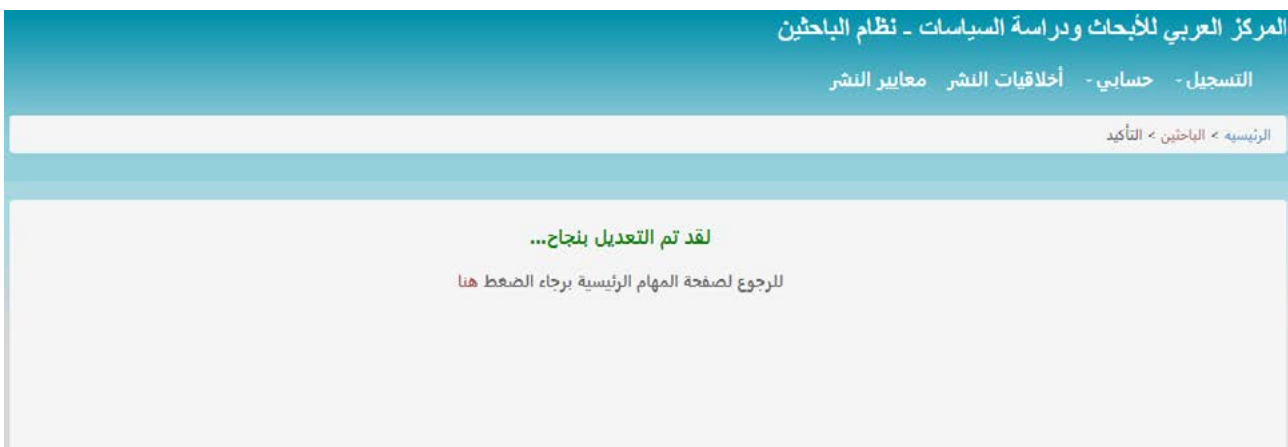 المركز العربي للأبحاث ودراسة السياسات - نظام الباحثين
التسجيل - حسابي - أخلاقيات النشر معايير النشر
الرئيسيه > الباحثين > التأكيد
لقد تم التعديل بنجاح...
للرجوع لصفحة المهام الرئيسية برجاء الضغط هنا